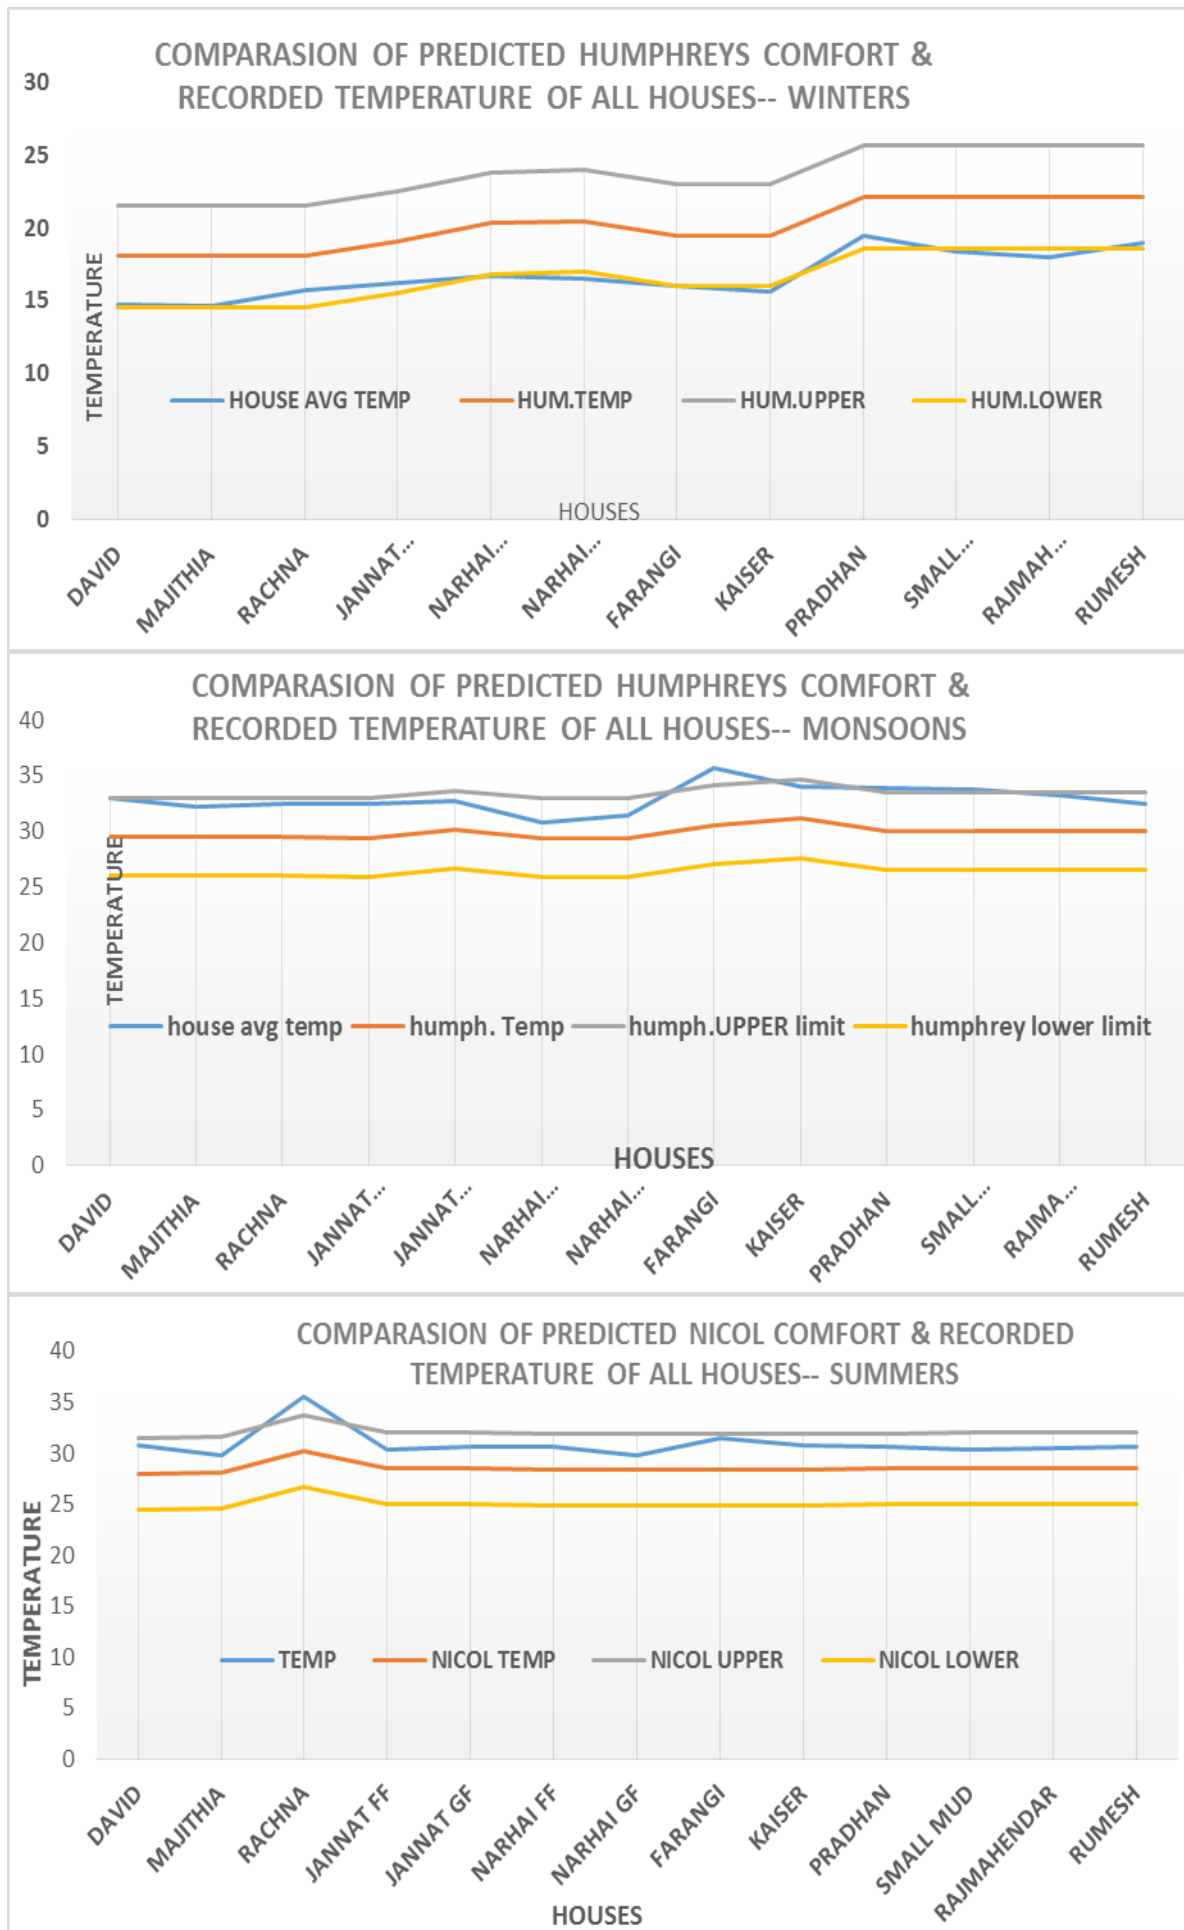 COMPARASION OF PREDICTED HUMPHREYS COMFORT &
RECORDED TEMPERATURE OF ALL HOUSES-- WINTERS
30
25
20
15
10
5
0
TEMPERATURE
HOUSE AVG TEMP HUM.TEMP HUM.UPPER HUM.LOWER
HOUSES
DAVID
MAJITHIA
RACHNA
JANNAT...
NARHAI...
NARHAI...
FARANGI
KAISER
PRADHAN
SMALL...
RAJMAH...
RUMESH
COMPARASION OF PREDICTED HUMPHREYS COMFORT &
RECORDED TEMPERATURE OF ALL HOUSES-- MONSOONS
40
35
30
25
20
15
10
5
0
TEMPERATURE
house avg temp humph. Temp humph.UPPER limit humphrey lower limit
HOUSES
DAVID
MAJITHIA
RACHNA
JANNAT...
JANNAT...
NARHAI...
NARHAI...
FARANGI
KAISER
PRADHAN
SMALL...
RAJMA...
RUMESH
COMPARASION OF PREDICTED NICOL COMFORT & RECORDED
TEMPERATURE OF ALL HOUSES-- SUMMERS
40
35
30
25
20
15
10
5
0
TEMPERATURE
TEMP NICOL TEMP NICOL UPPER NICOL LOWER
DAVID
MAJITHIA
RACHNA
JANNAT FF
JANNAT GF
NARHAI FF
NARHAI GF
FARANGI
KAISER
PRADHAN
SMALL MUD
RAJMAHENDAR
RUMESH
HOUSES